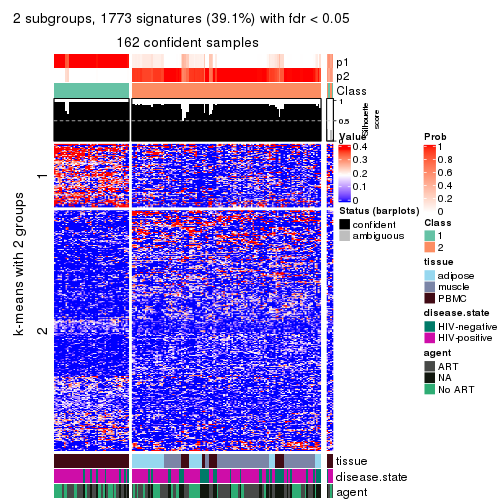 2 subgroups, 1773 signatures (39.1%) with fdr < 0.05
162 confident samples
p1
p2
Class
1
0.5
0
Silhouette
score
k-means with 2 groups
1
2
tissue
disease.state
agent
Value
0.4
0.3
0.2
0.1
0
Status (barplots)
confident
ambiguous
Prob
1
0.8
0.6
0.4
0.2
0
Class
1
2
tissue
adipose
muscle
PBMC
disease.state
HIV-negative
HIV-positive
agent
ART
NA
No ART